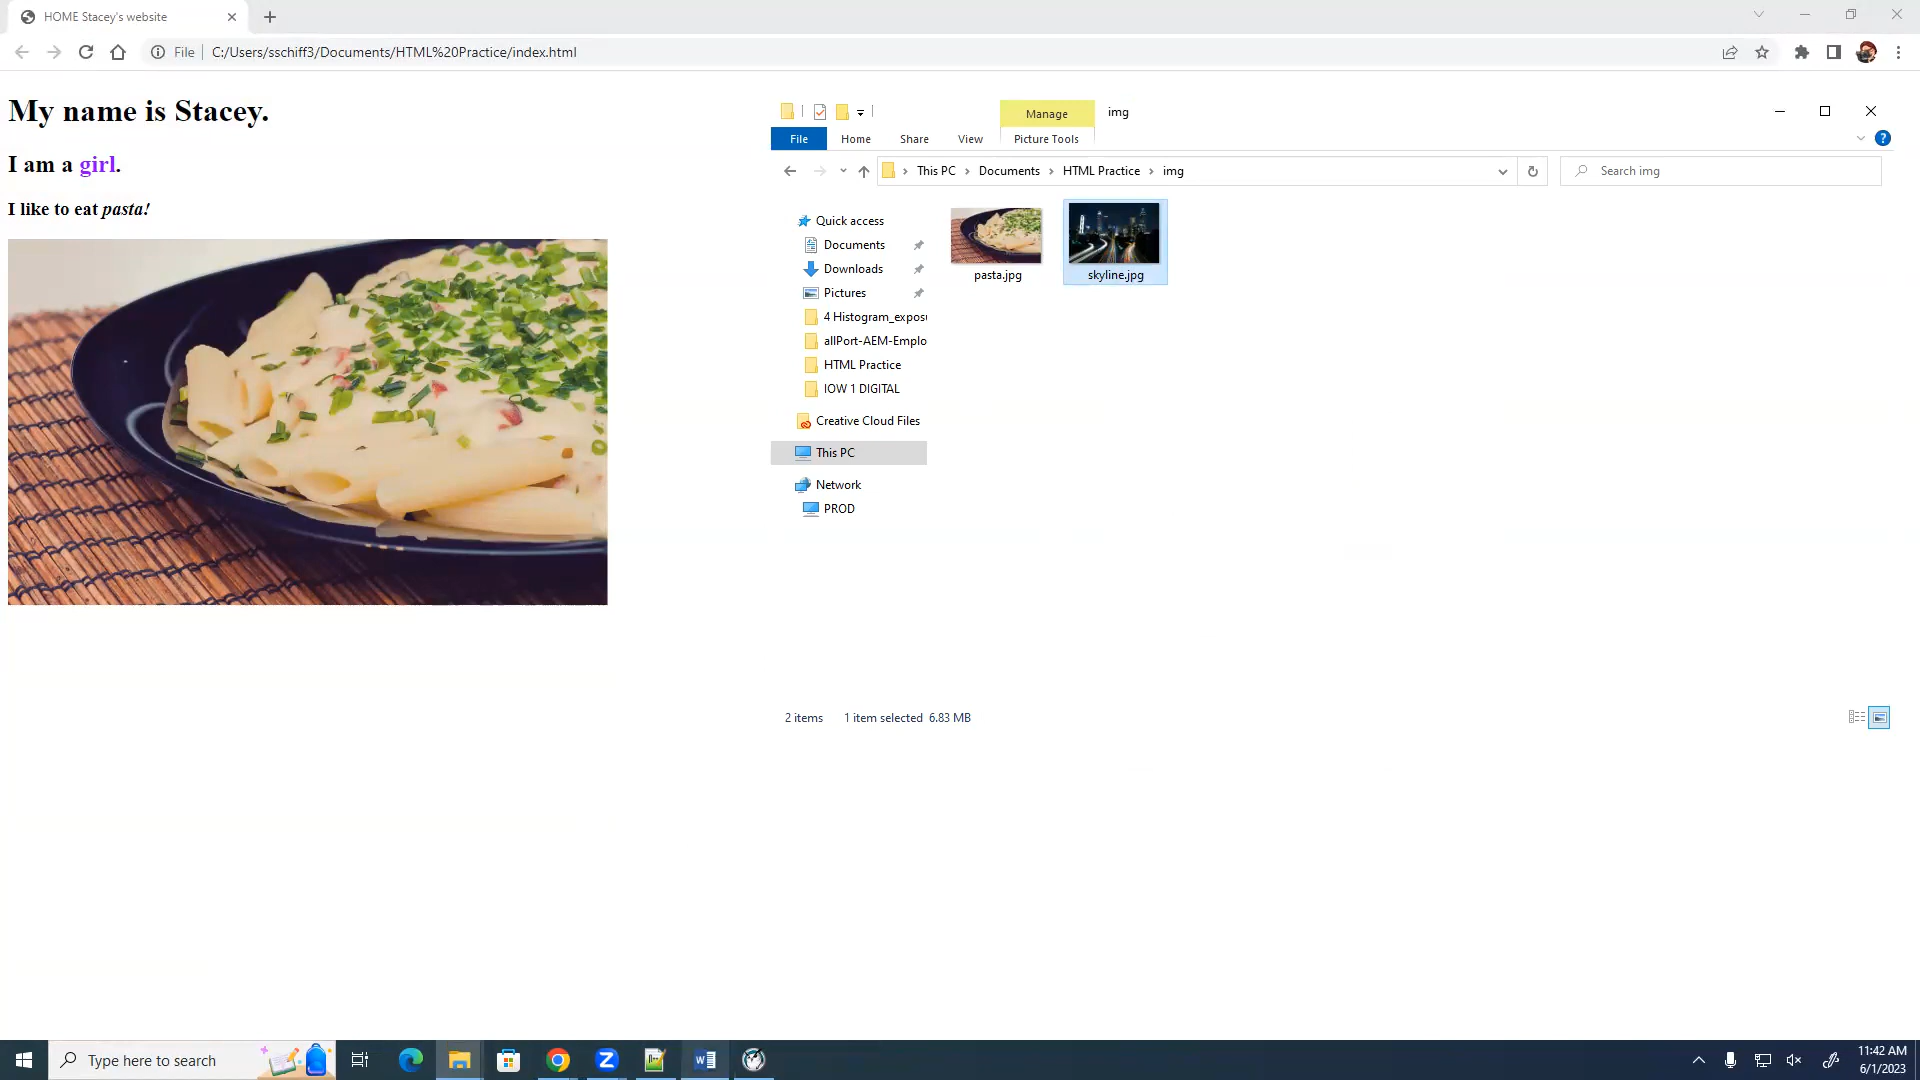 HOME Stacey's website
File C:/Users/sschiff3/Documents/HTML%20Practice/index.html
My name is Stacey.
I am a girl.
I like to eat pasta!
Manage
img
File
Home
Share
View
Picture Tools
This PC > Documents > HTML Practice > img
Search img
Quick access
Documents
Downloads
Pictures
4 Histogram_expos
allPort-AEM-Emplo
HTML Practice
IOW 1 DIGITAL
Creative Cloud Files
This PC
Network
PROD
pasta.jpg
skyline.jpg
2 items
1 item selected 6.83 MB
Type here to search
11:42 AM
6/1/2023